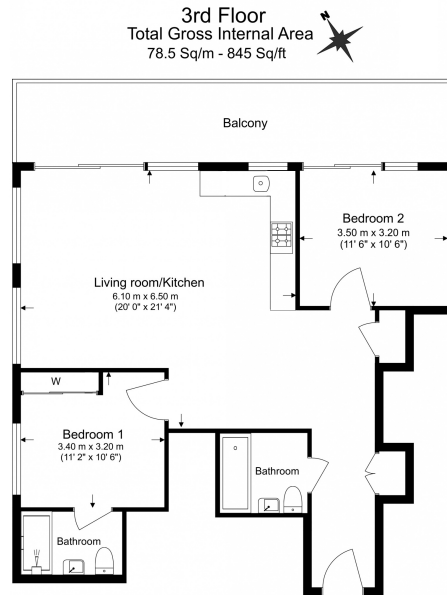 3rd Floor
Total Gross Internal Area
78.5 Sq/m - 845 Sq/ft
N
Balcony
Bedroom 2
3.50 m x 3.20 m
(11' 6" x 10' 6")
Living room/Kitchen
6.10 m x 6.50 m
(20' 0" x 21' 4")
W
Bedroom 1
3.40 m x 3.20 m
(11' 2" x 10' 6")
Bathroom
Bathroom